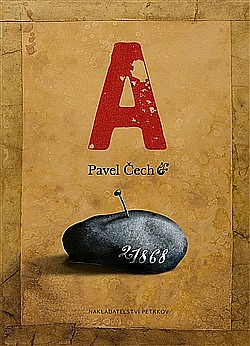 A
Pavel Čech
21868
NAKLADATELSTVÍ PETRKOV